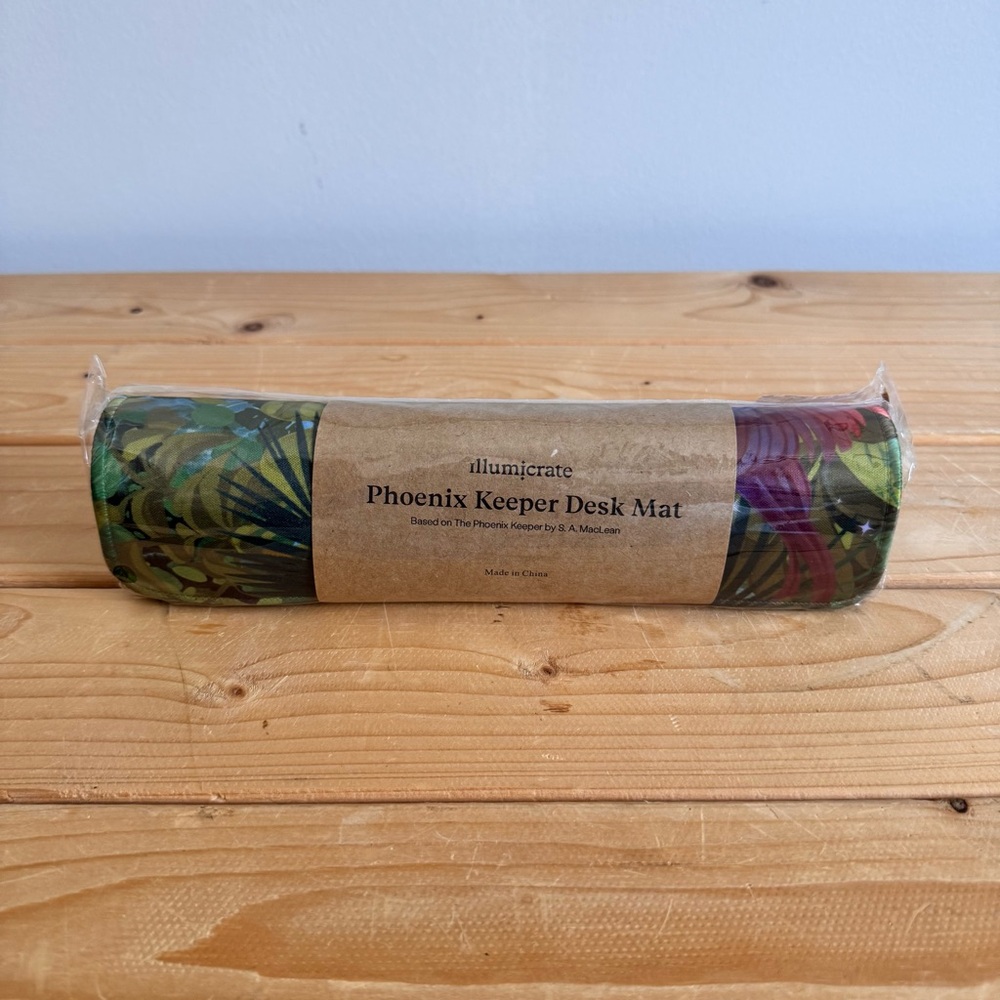 illumicrate
Phoenix Keeper Desk Mat
Based on The Phoenix Keeper by S. A. MacLean
Made in China